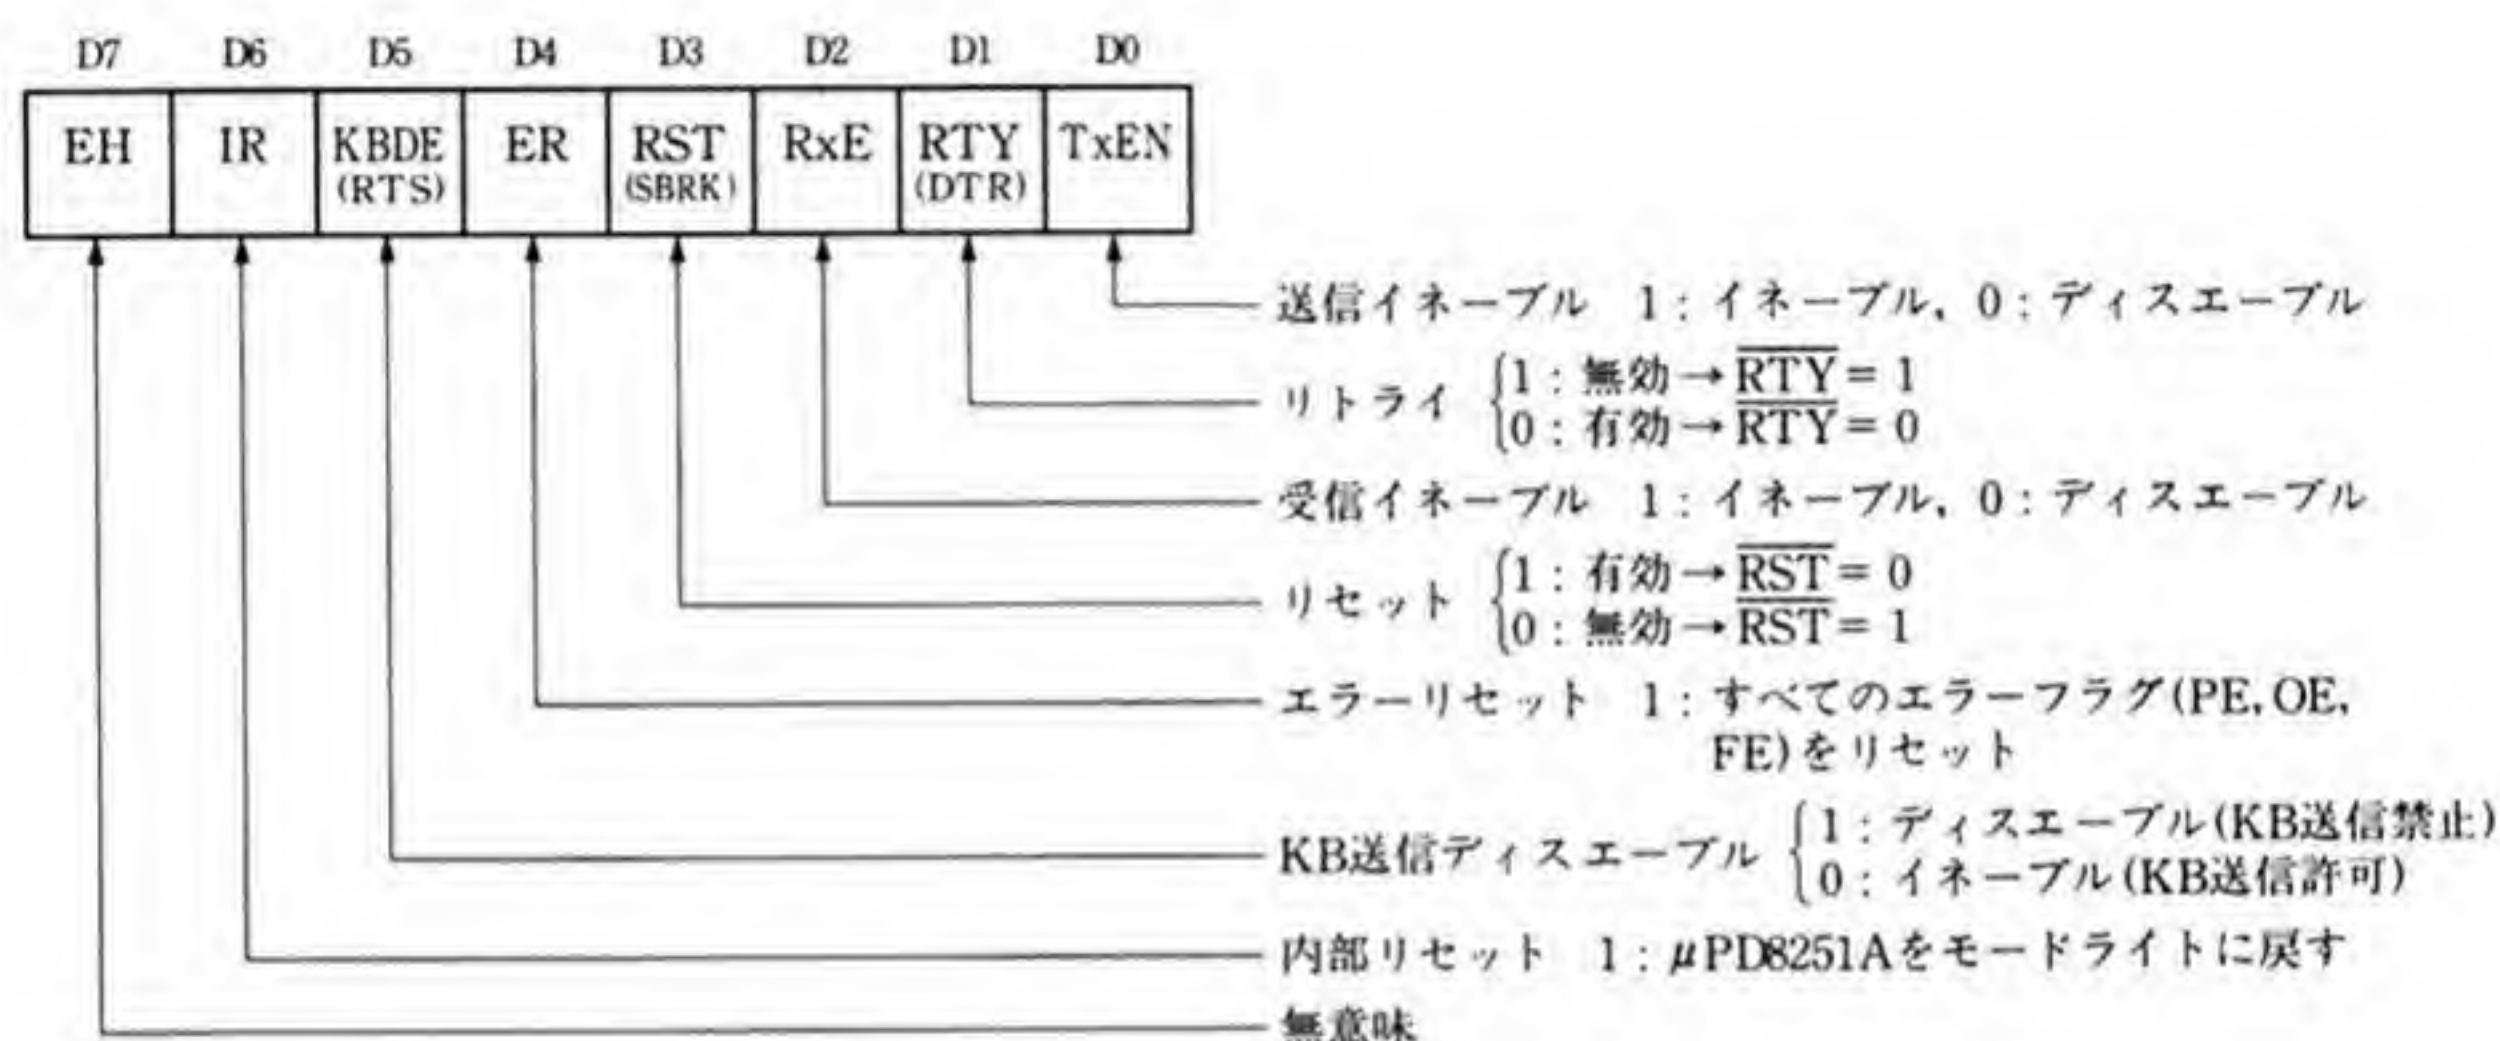 D7 D6 D5 D4 D3 D2 D1 D0
EH IR KBDE ER RST RxE RTY TxEN
(RTS) (SBRK) (DTR)
送信イネーブル 1：イネーブル，0：ディスエーブル
リトライ 1：無効→R̅T̅Y̅＝1
0：有効→R̅T̅Y̅＝0
受信イネーブル 1：イネーブル，0：ディスエーブル
リセット 1：有効→R̅S̅T̅＝0
0：無効→R̅S̅T̅＝1
エラーリセット 1：すべてのエラーフラグ(PE,OE,
FE)をリセット
KB送信ディスエーブル 1：ディスエーブル(KB送信禁止)
0：イネーブル(KB送信許可)
内部リセット 1：μPD8251Aをモードライトに戻す
無意味